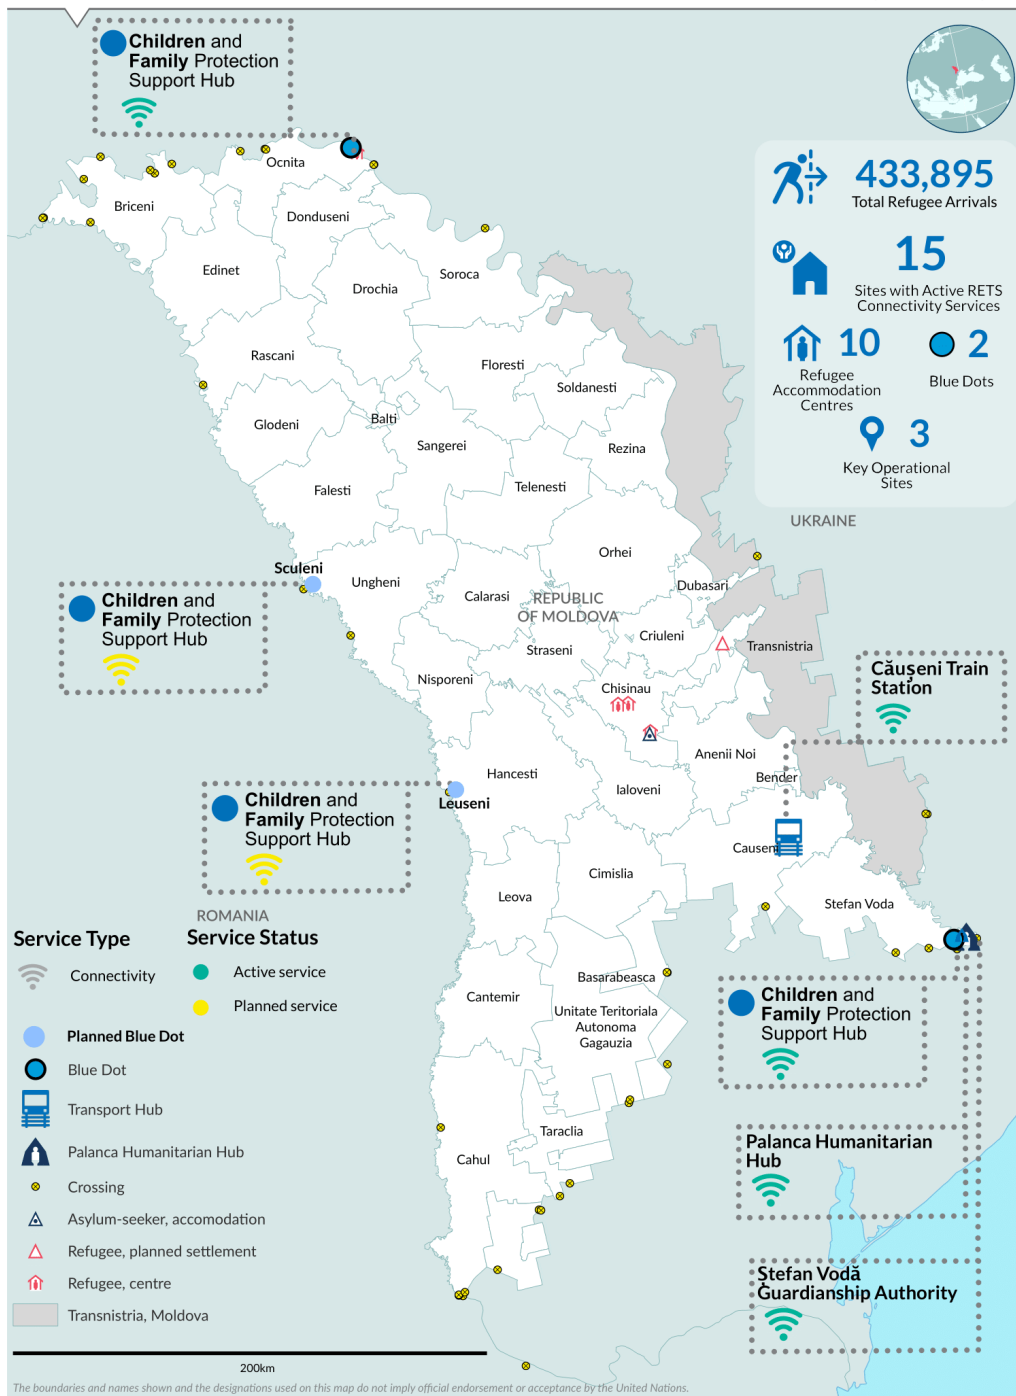 Children and
Family Protection
Support Hub
433,895
Total Refugee Arrivals
15
Sites with Active RETS
Connectivity Services
10
Refugee
Accommodation
Centres
2
Blue Dots
3
Key Operational
Sites
Ocnita
Briceni
Donduseni
Edinet
Soroca
Drochia
Rascani
Floresti
Soldanesti
Balti
Glodeni
Sangerei
Rezina
Falesti
Telenesti
UKRAINE
Orhei
Sculeni
Ungheni
Dubasari
Calarasi
REPUBLIC
OF MOLDOVA
Children and
Family Protection
Support Hub
Criuleni
Straseni
Transnistria
Nisporeni
Chisinau
Căușeni Train
Station
Anenii Noi
Hancesti
Bender
Ialoveni
Leuseni
Children and
Family Protection
Support Hub
Causeni
Cimislia
Leova
Stefan Voda
ROMANIA
Service Type
Service Status
Connectivity
Active service
Planned service
Planned Blue Dot
Blue Dot
Transport Hub
Palanca Humanitarian Hub
Crossing
Asylum-seeker, accomodation
Refugee, planned settlement
Refugee, centre
Transnistria, Moldova
Basarabeasca
Cantemir
Unitate Teritoriala
Autonoma
Gagauzia
Children and
Family Protection
Support Hub
Taraclia
Cahul
Palanca Humanitarian
Hub
Ștefan Vodă
Guardianship Authority
200km
The boundaries and names shown and the designations used on this map do not imply official endorsement or acceptance by the United Nations.